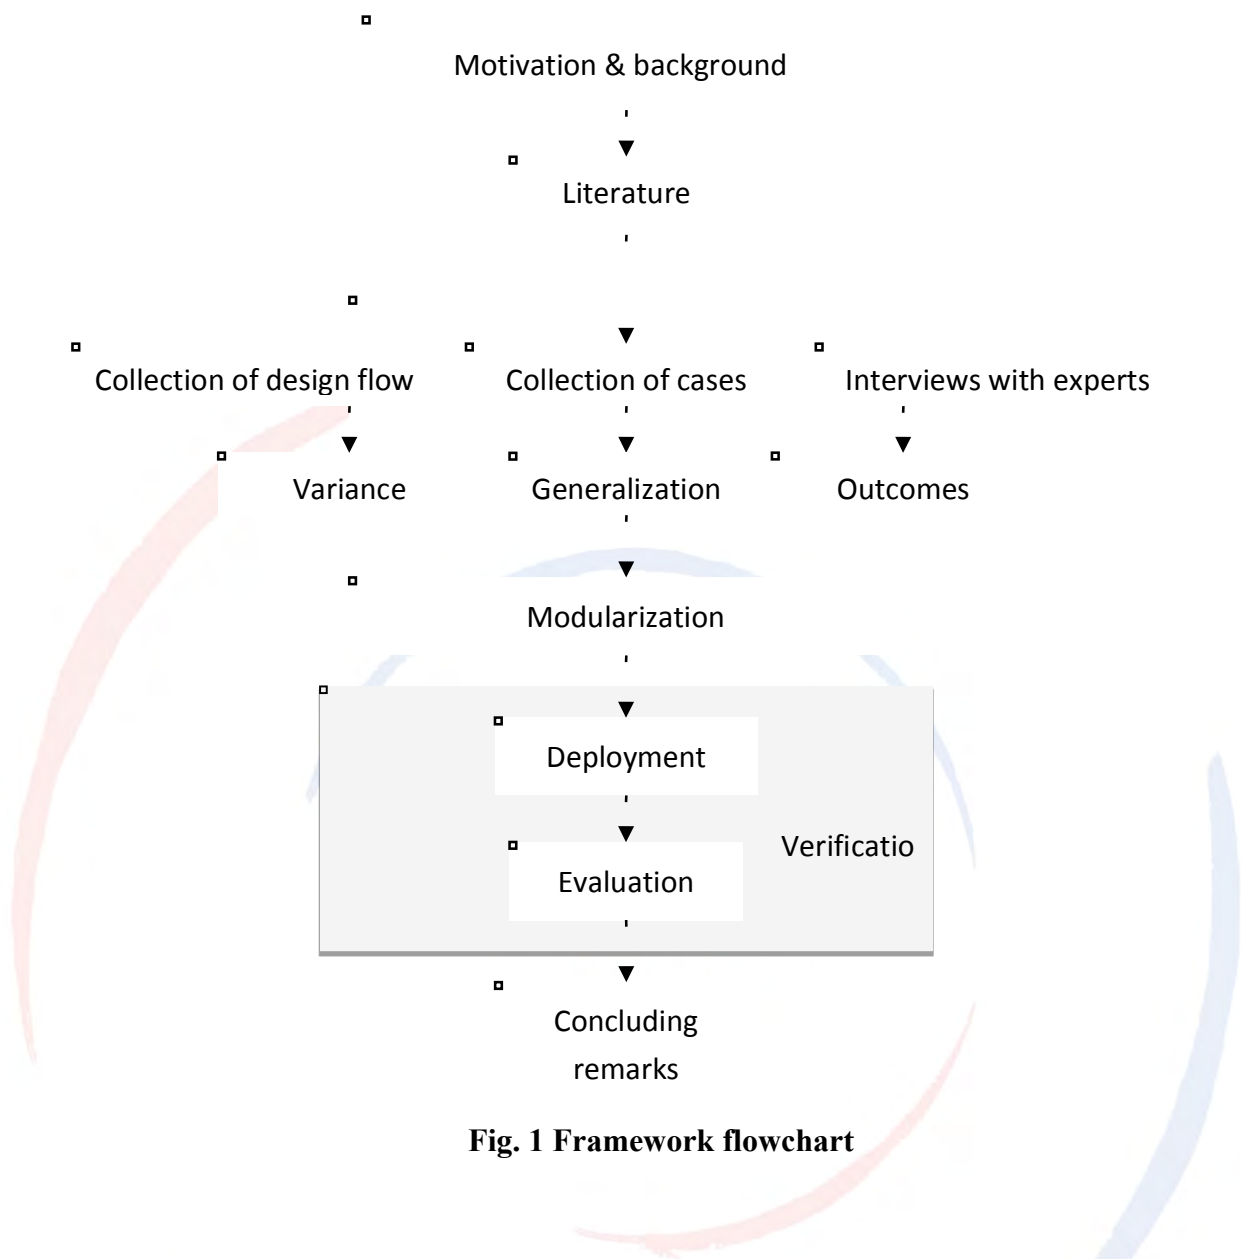 Motivation & background
Literature
Collection of design flow
Collection of cases
Interviews with experts
Variance
Generalization
Outcomes
Modularization
Deployment
Verificatio
Evaluation
Concluding
remarks
Fig. 1 Framework flowchart